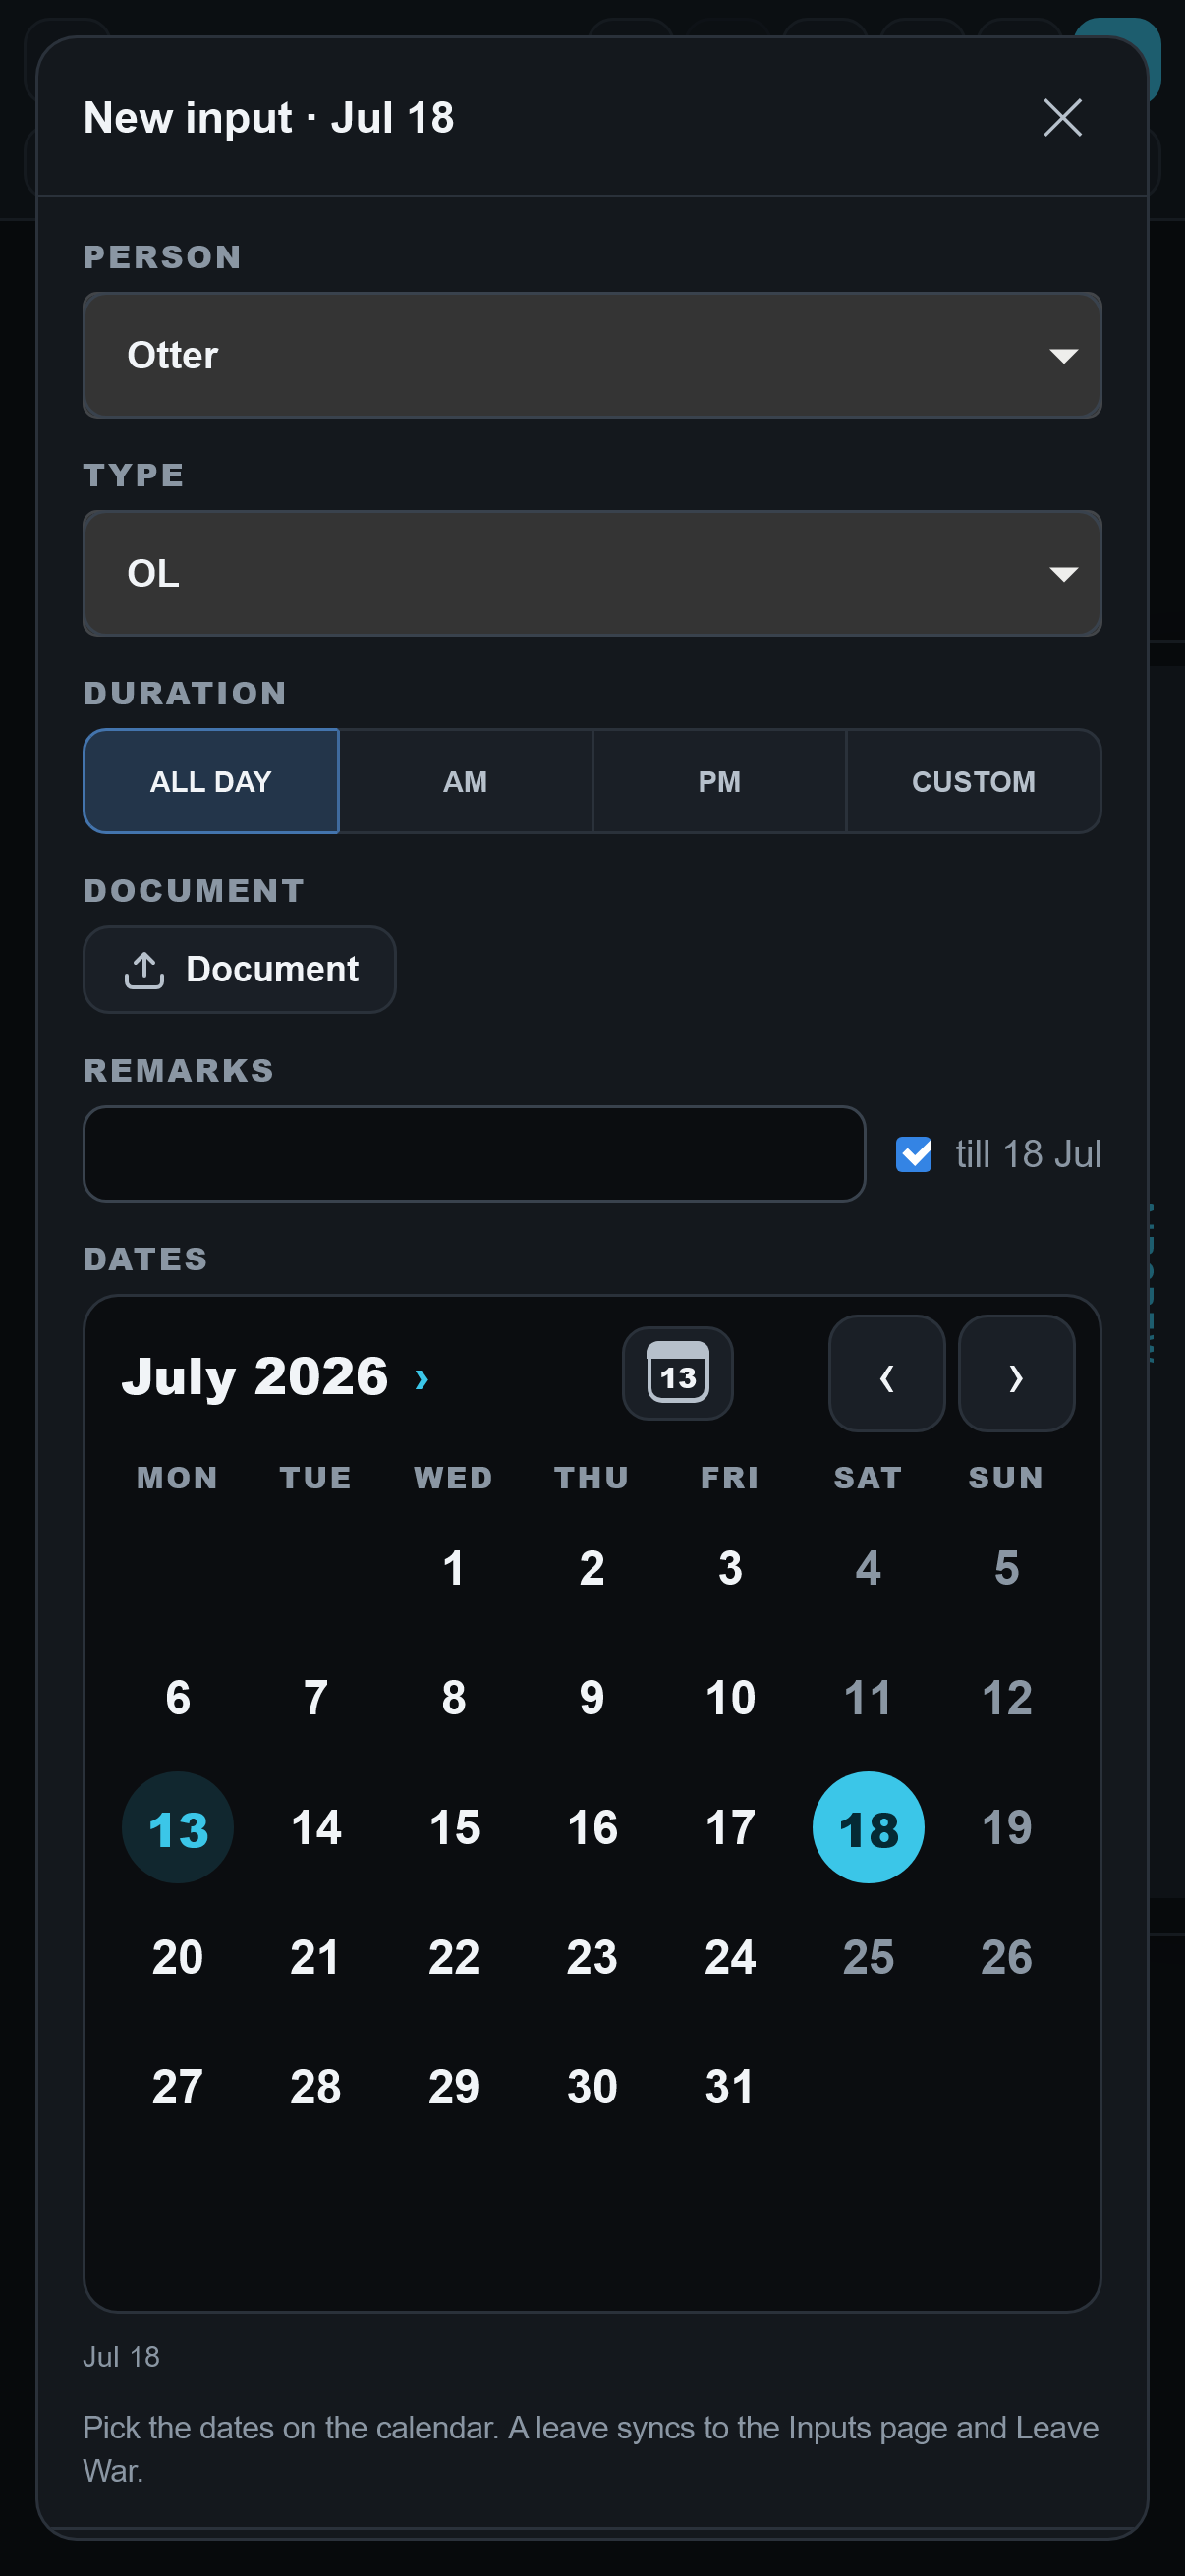 New input · Jul 18
PERSON
Otter
TYPE
OL
DURATION
ALL DAY AM PM CUSTOM
DOCUMENT
Document
REMARKS
till 18 Jul
DATES
July 2026 › 13 ‹ ›
MON TUE WED THU FRI SAT SUN
1 2 3 4 5
6 7 8 9 10 11 12
13 14 15 16 17 18 19
20 21 22 23 24 25 26
27 28 29 30 31
Jul 18
Pick the dates on the calendar. A leave syncs to the Inputs page and Leave
War.